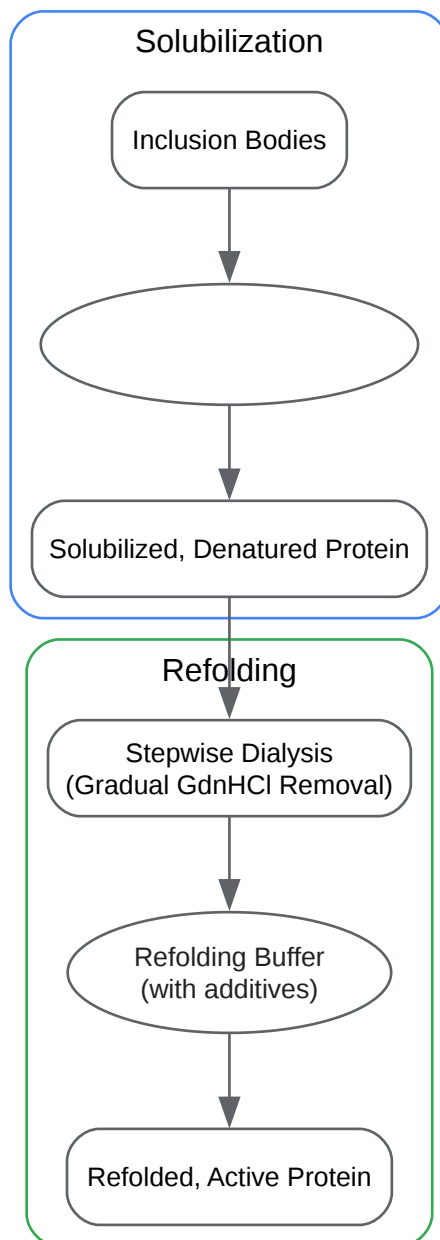 Solubilization
Inclusion Bodies
Solubilized, Denatured Protein
Refolding
Stepwise Dialysis
(Gradual GdnHCl Removal)
Refolding Buffer
(with additives)
Refolded, Active Protein